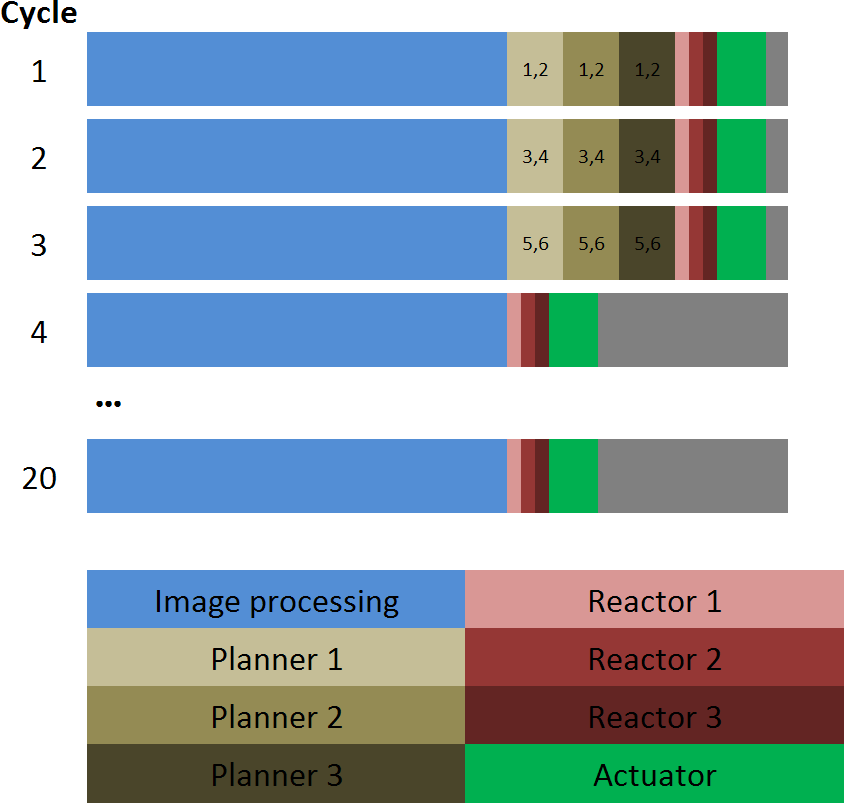 Cycle
1 1,2 1,2 1,2
2 3,4 3,4 3,4
3 5,6 5,6 5,6
4
...
20
Image processing Reactor 1
Planner 1 Reactor 2
Planner 2 Reactor 3
Planner 3 Actuator